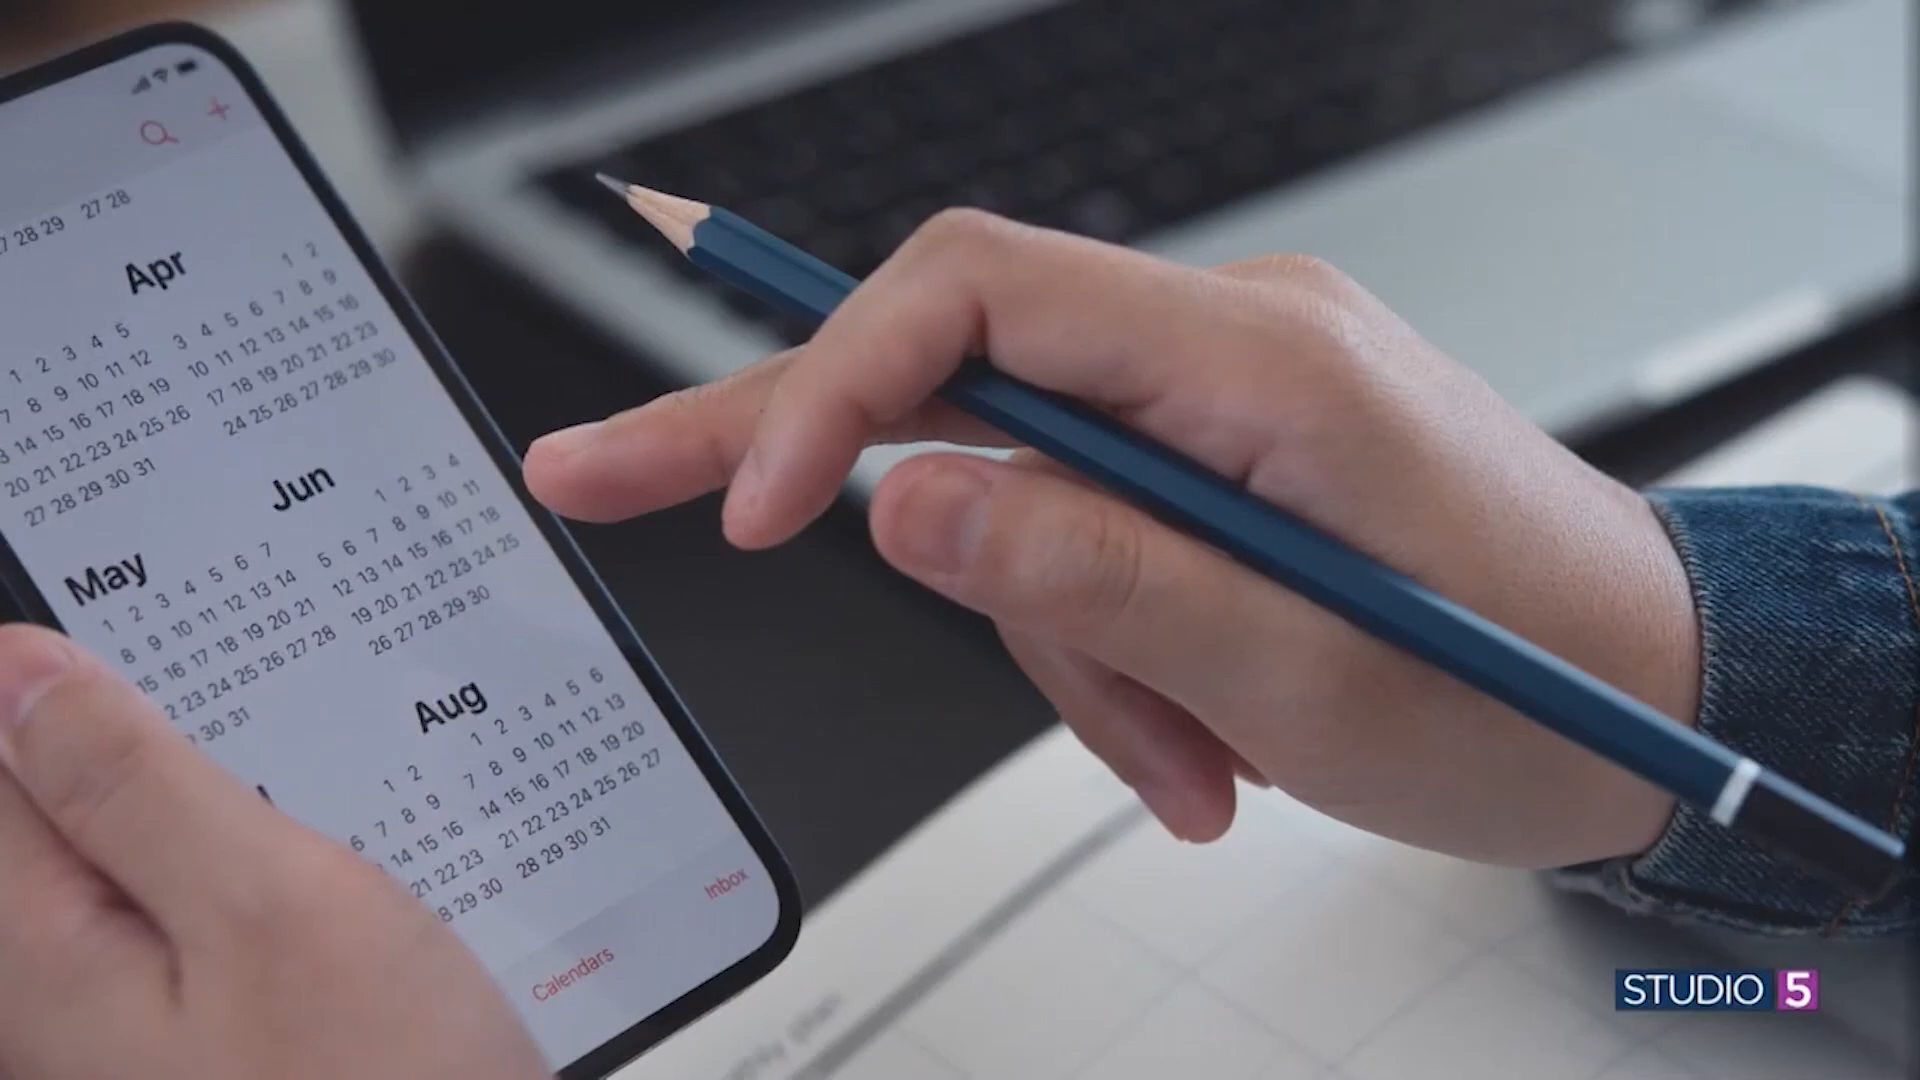 7 28 29 27 28
Apr
1 2
1 2 3 4 5 3 4 5 6 7 8 9
7 8 9 10 11 12 10 11 12 13 14 15 16
3 14 15 16 17 18 19 17 18 19 20 21 22 23
20 21 22 23 24 25 26 24 25 26 27 28 29 30
27 28 29 30 31
May
Jun
1 2 3 4
1 2 3 4 5 6 7 5 6 7 8 9 10 11
8 9 10 11 12 13 14 12 13 14 15 16 17 18
15 16 17 18 19 20 21 19 20 21 22 23 24 25
2 23 24 25 26 27 28 26 27 28 29 30
30 31
Aug
1 2 1 2 3 4 5 6
6 7 8 9 7 8 9 10 11 12 13
14 15 16 14 15 16 17 18 19 20
21 22 23 21 22 23 24 25 26 27
8 29 30 28 29 30 31
Calendars
Inbox
STUDIO 5